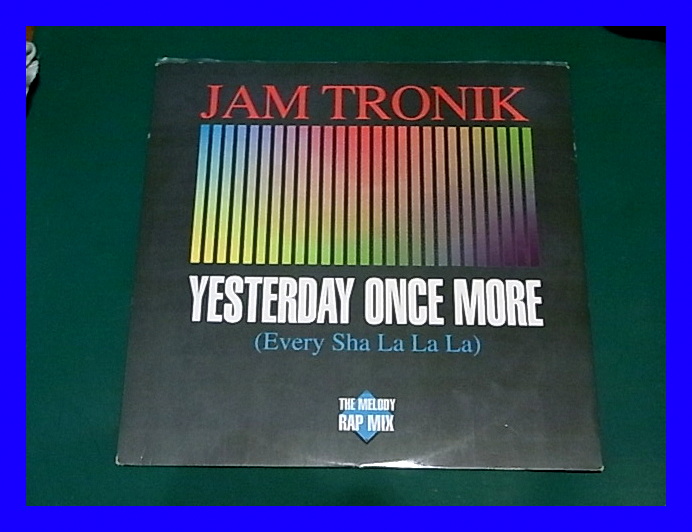 JAM TRONIK
YESTERDAY ONCE MORE
(Every Sha La La La)
THE MELODY
RAP MIX